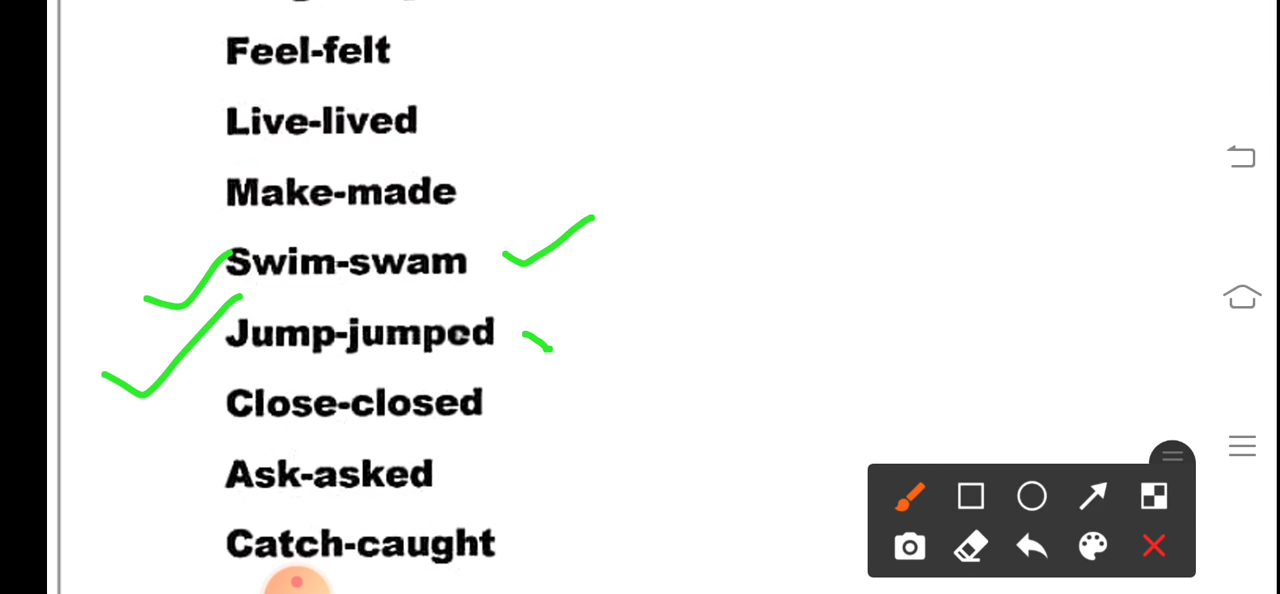 Feel-felt
Live-lived
Make-made
Swim-swam
Jump-jumped
Close-closed
Ask-asked
Catch-caught